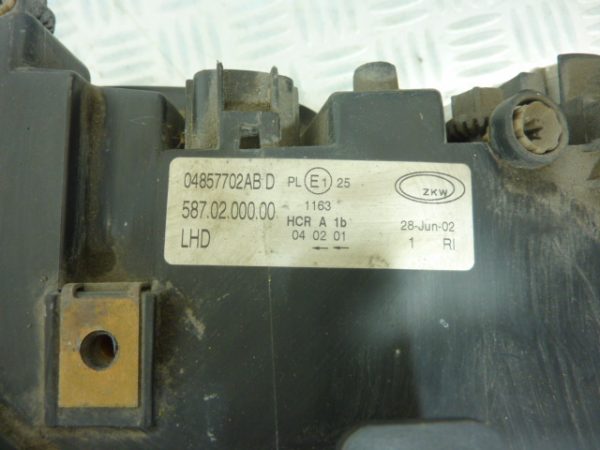 04857702AB D
587.02.000.00
LHD
PL E1 25
1163
HCR A 1b
04 02 01
ZKW
28-Jun-02
1 RI